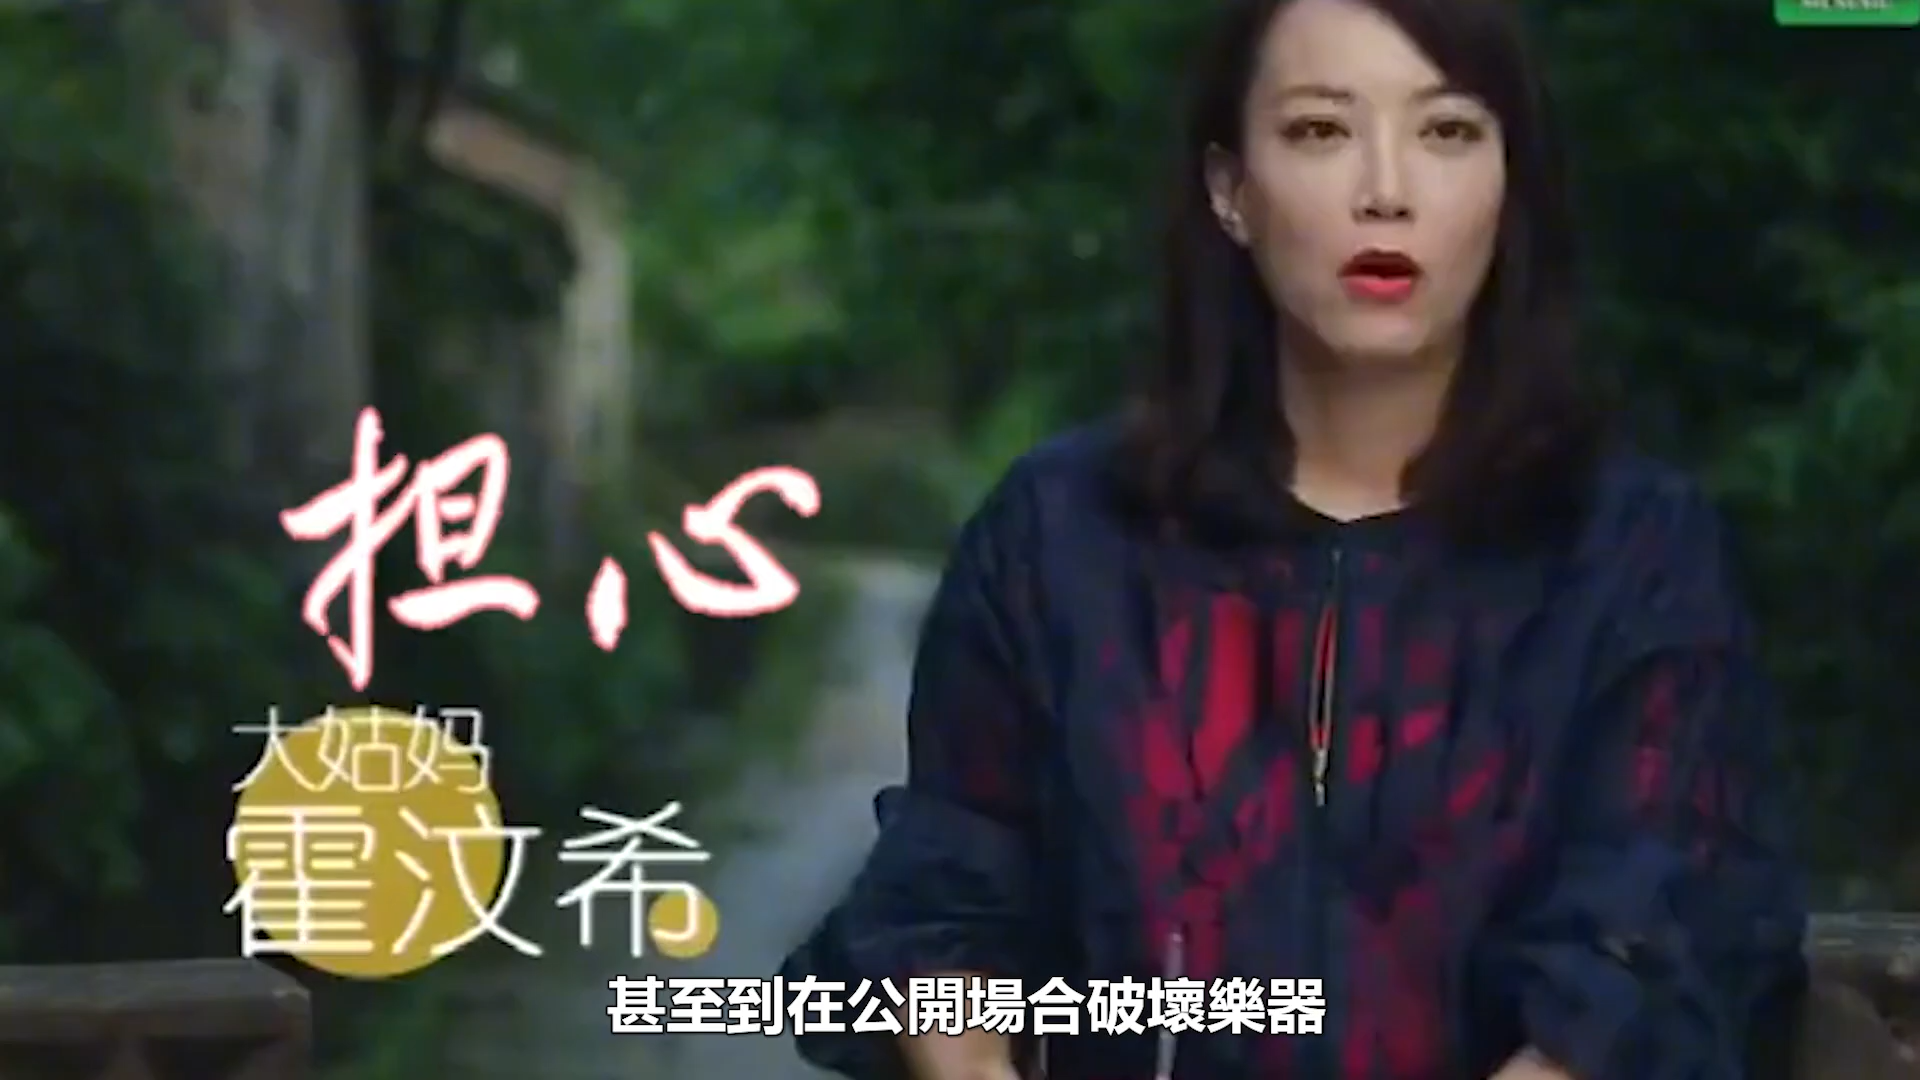 担心
大姑妈
霍汶希
甚至到在公開場合破壞樂器